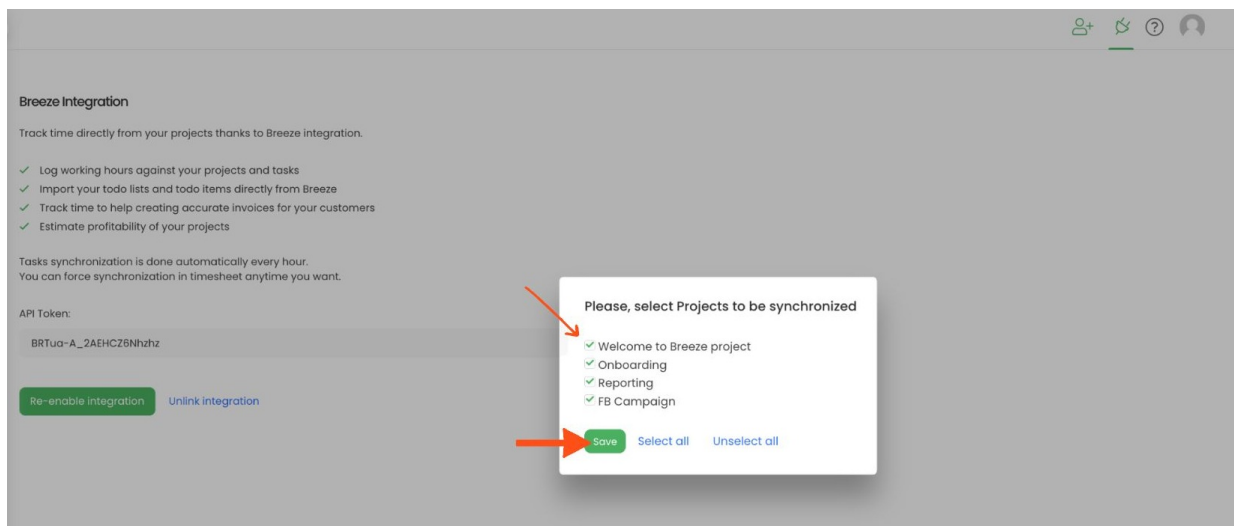 Breeze Integration
Track time directly from your projects thanks to Breeze integration.
Log working hours against your projects and tasks
Import your todo lists and todo items directly from Breeze
Track time to help creating accurate invoices for your customers
Estimate profitability of your projects
Tasks synchronization is done automatically every hour.
You can force synchronization in timesheet anytime you want.
API Token:
BRTua-A_2AEHCZ6Nhzhz
Re-enable integration Unlink integration
Please, select Projects to be synchronized
Welcome to Breeze project
Onboarding
Reporting
FB Campaign
Save Select all Unselect all